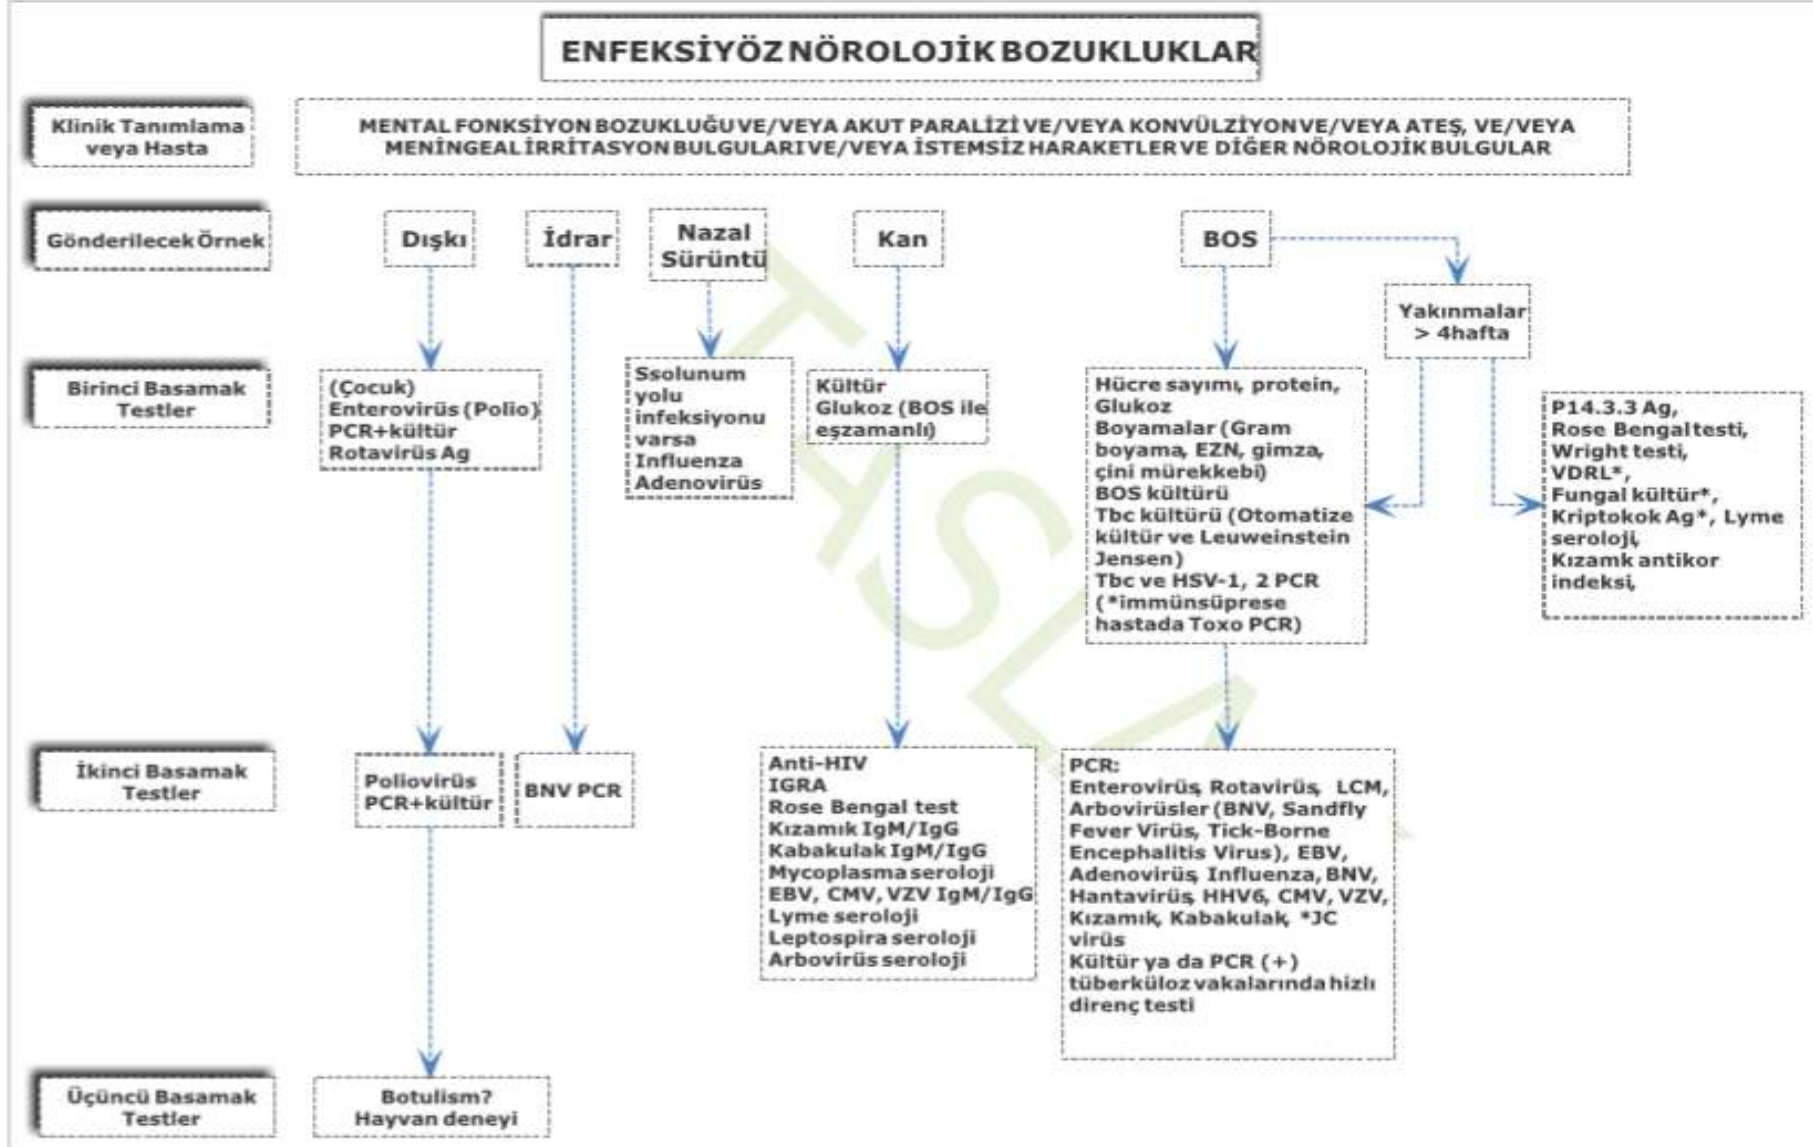 ENFEKSİYÖZ NÖROLOJİK BOZUKLUKLAR
Klinik Tanımlama
veya Hasta
MENTAL FONKSİYON BOZUKLUĞU VE/VEYA AKUT PARALİZİ VE/VEYA KONVÜLZİYON VE/VEYA ATEŞ, VE/VEYA
MENİNGEAL İRRİTASYON BULGULARI VE/VEYA İSTEMSİZ HARAKETLER VE DİĞER NÖROLOJİK BULGULAR
Gönderilecek Örnek
Dışkı
İdrar
Nazal
Sürüntü
Kan
BOS
Yakınmalar
> 4hafta
Birinci Basamak
Testler
(Çocuk)
Enterovirüs (Polio)
PCR+kültür
Rotavirüs Ag
Ssolunum
yolu
infeksiyonu
varsa
Influenza
Adenovirüs
Kültür
Glukoz (BOS ile
eşzamanlı)
Hücre sayımı, protein,
Glukoz
Boyamalar (Gram
boyama, EZN, gimza,
çini mürekkebi)
BOS kültürü
Tbc kültürü (Otomatize
kültür ve Leuweinstein
Jensen)
Tbc ve HSV-1, 2 PCR
(*immünsüprese
hastada Toxo PCR)
P14.3.3 Ag,
Rose Bengal testi,
Wright testi,
VDRL*,
Fungal kültür*,
Kriptokok Ag*, Lyme
seroloji,
Kızamk antikor
indeksi,
İkinci Basamak
Testler
Poliovirüs
PCR+kültür
BNV PCR
Anti-HIV
IGRA
Rose Bengal test
Kızamık IgM/IgG
Kabakulak IgM/IgG
Mycoplasma seroloji
EBV, CMV, VZV IgM/IgG
Lyme seroloji
Leptospira seroloji
Arbovirüs seroloji
PCR:
Enterovirüs, Rotavirüs, LCM,
Arbovirüsler (BNV, Sandfly
Fever Virüs, Tick-Borne
Encephalitis Virus), EBV,
Adenovirüs, Influenza, BNV,
Hantavirüs, HHV6, CMV, VZV,
Kızamık, Kabakulak, *JC
virüs
Kültür ya da PCR (+)
tüberküloz vakalarında hizlı
direnç testi
Üçüncü Basamak
Testler
Botulism?
Hayvan deneyi